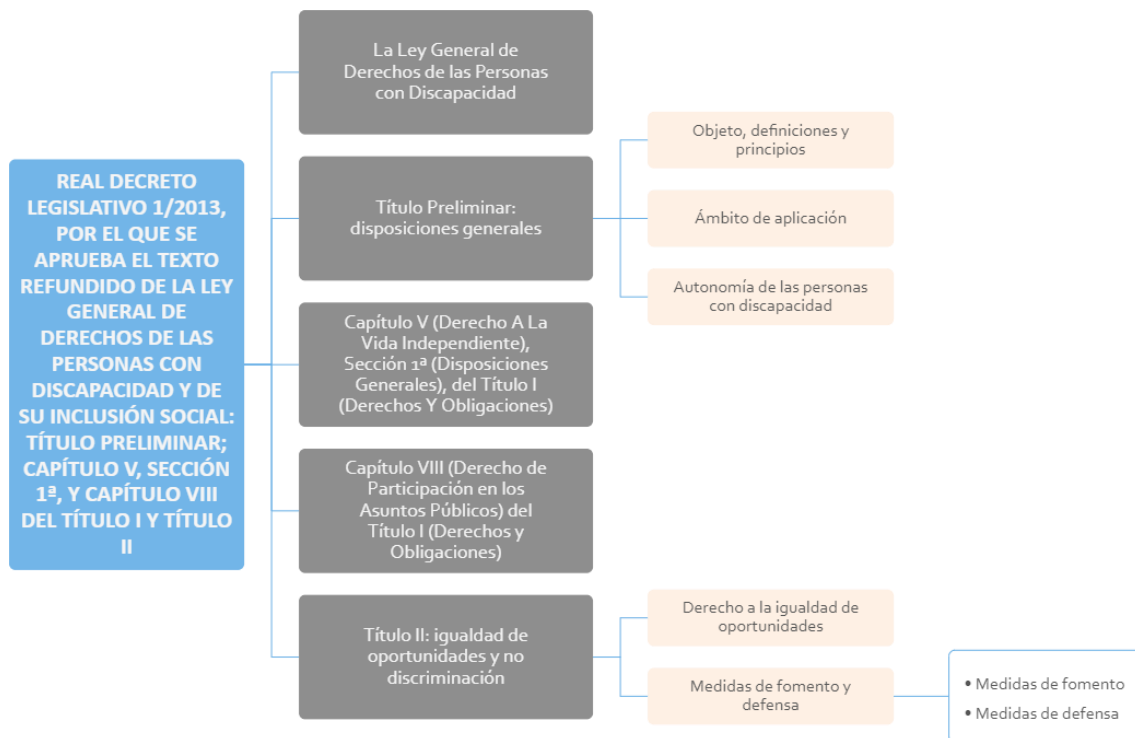 REAL DECRETO
LEGISLATIVO 1/2013,
POR EL QUE SE
APRUEBA EL TEXTO
REFUNDIDO DE LA LEY
GENERAL DE
DERECHOS DE LAS
PERSONAS CON
DISCAPACIDAD Y DE
SU INCLUSIÓN SOCIAL:
TÍTULO PRELIMINAR;
CAPÍTULO V, SECCIÓN
1ª, Y CAPÍTULO VIII
DEL TÍTULO I Y TÍTULO
II
La Ley General de
Derechos de las Personas
con Discapacidad
Título Preliminar:
disposiciones generales
Objeto, definiciones y
principios
Ámbito de aplicación
Autonomía de las personas
con discapacidad
Capítulo V (Derecho A La
Vida Independiente),
Sección 1ª (Disposiciones
Generales), del Título I
(Derechos Y Obligaciones)
Capítulo VIII (Derecho de
Participación en los
Asuntos Públicos) del
Título I (Derechos y
Obligaciones)
Título II: igualdad de
oportunidades y no
discriminación
Derecho a la igualdad de
oportunidades
Medidas de fomento y
defensa
• Medidas de fomento
• Medidas de defensa